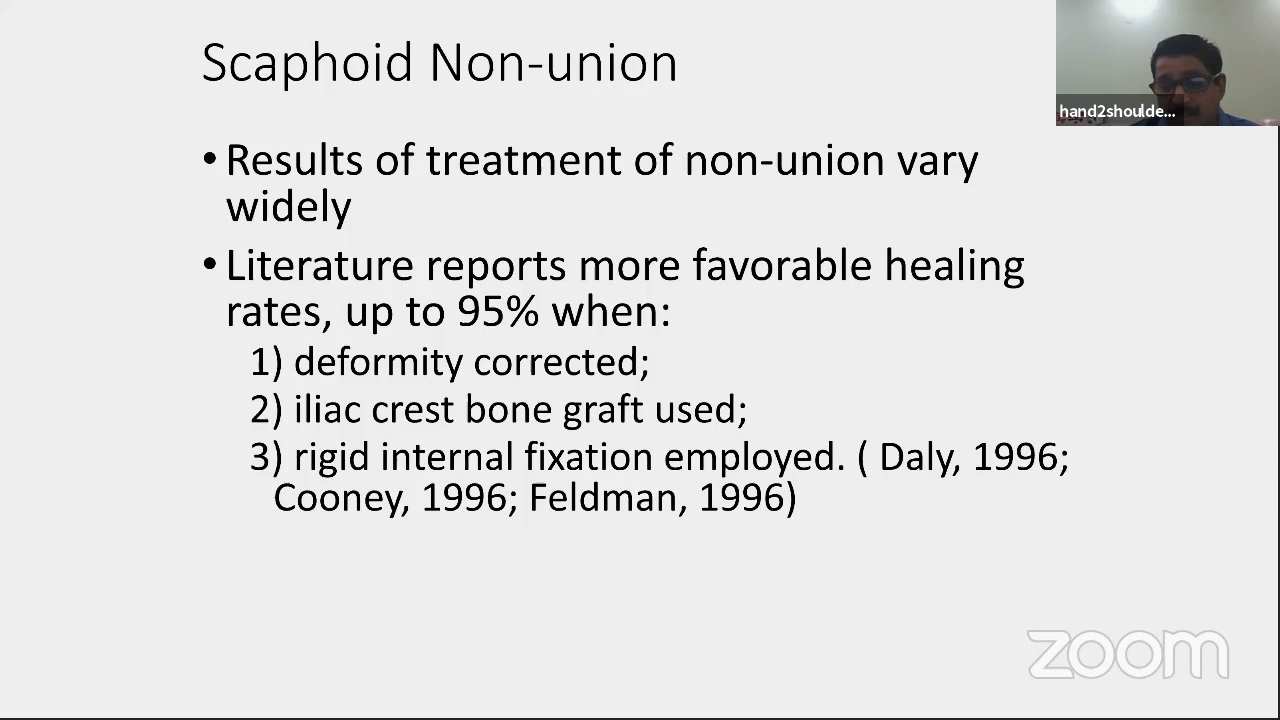 Scaphoid Non-union
hand2shoulde...
•Results of treatment of non-union vary
widely
•Literature reports more favorable healing
rates, up to 95% when:
1) deformity corrected;
2) iliac crest bone graft used;
3) rigid internal fixation employed. ( Daly, 1996;
Cooney, 1996; Feldman, 1996)
zoom